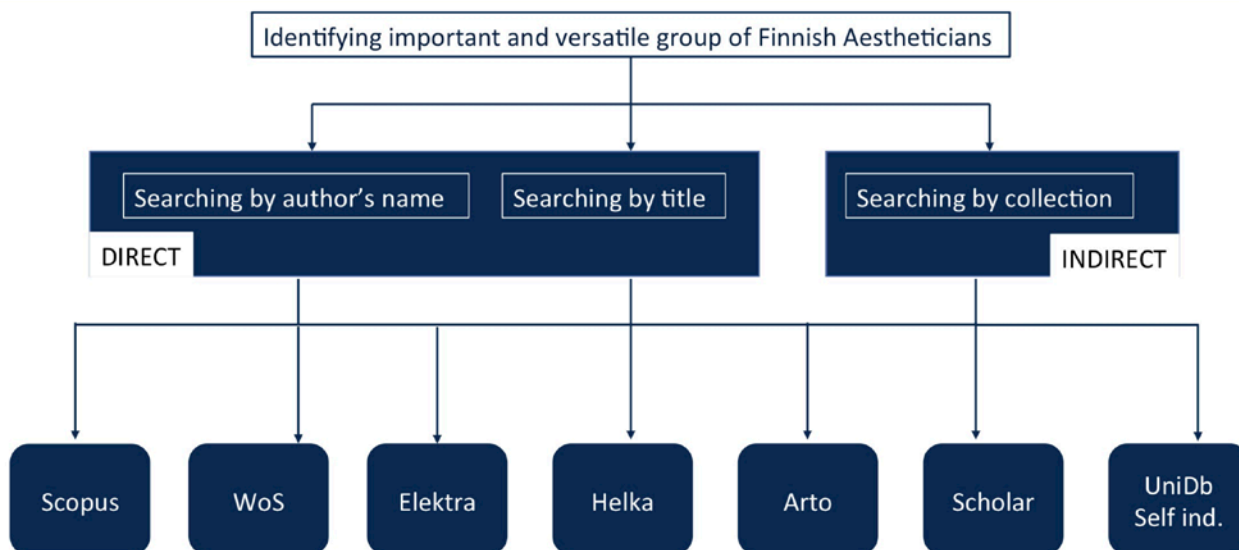 Identifying important and versatile group of Finnish Aestheticians
Searching by author's name
Searching by title
Searching by collection
DIRECT
INDIRECT
Scopus
WoS
Elektra
Helka
Arto
Scholar
UniDb
Self ind.